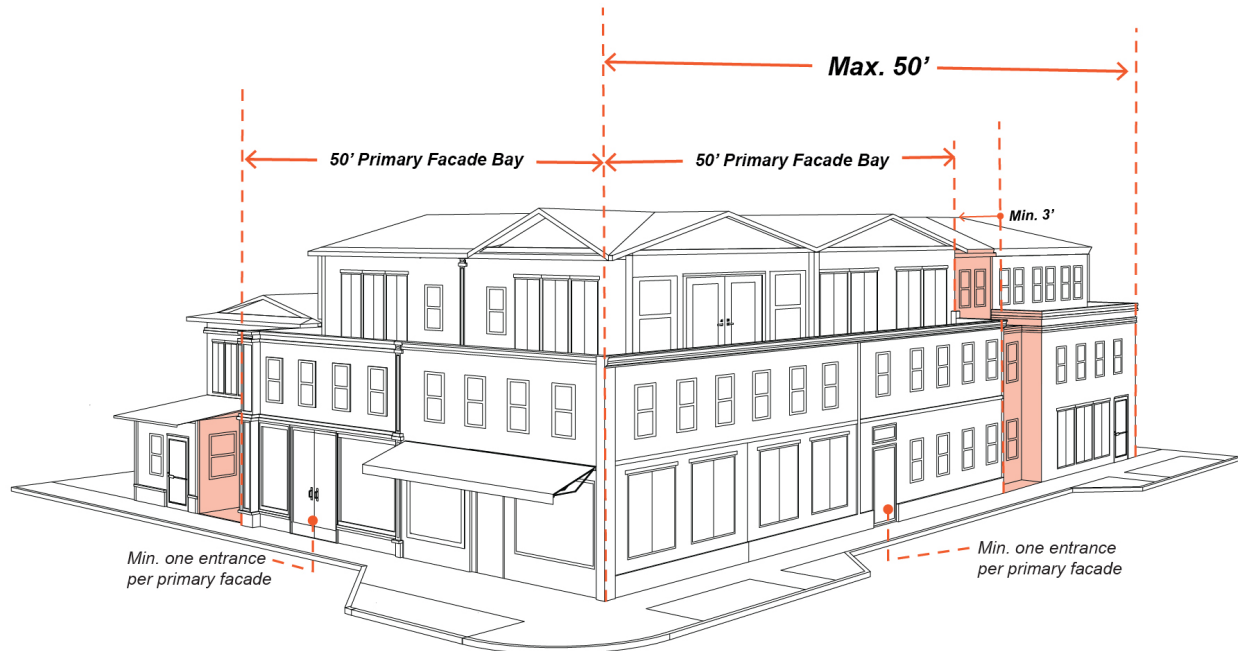 Max. 50’
50’ Primary Facade Bay
50’ Primary Facade Bay
Min. 3’
Min. one entrance
per primary facade
Min. one entrance
per primary facade